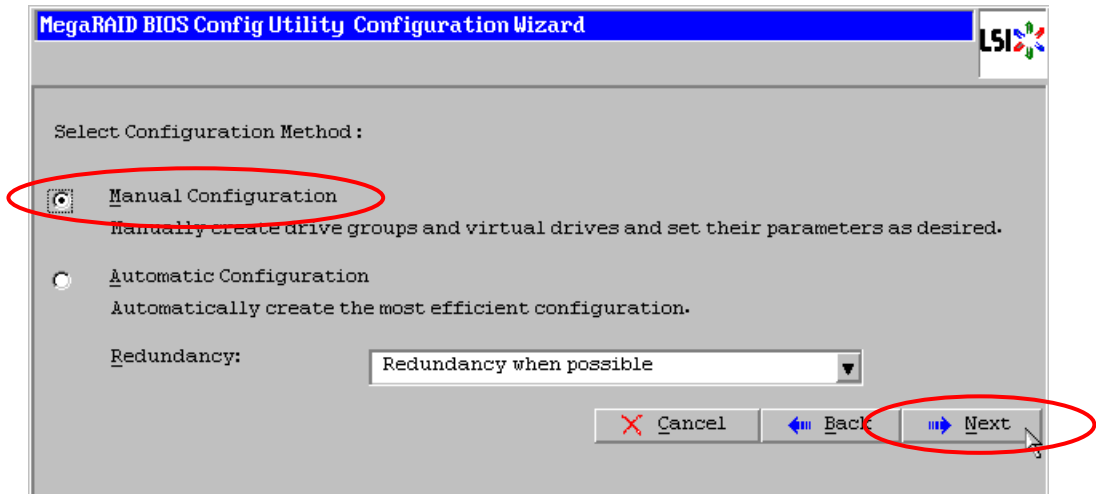 MegaRAID BIOS Config Utility Configuration Wizard
LSI
Select Configuration Method:
Manual Configuration
Manually create drive groups and virtual drives and set their parameters as desired.
Automatic Configuration
Automatically create the most efficient configuration.
Redundancy: Redundancy when possible
Cancel Back Next